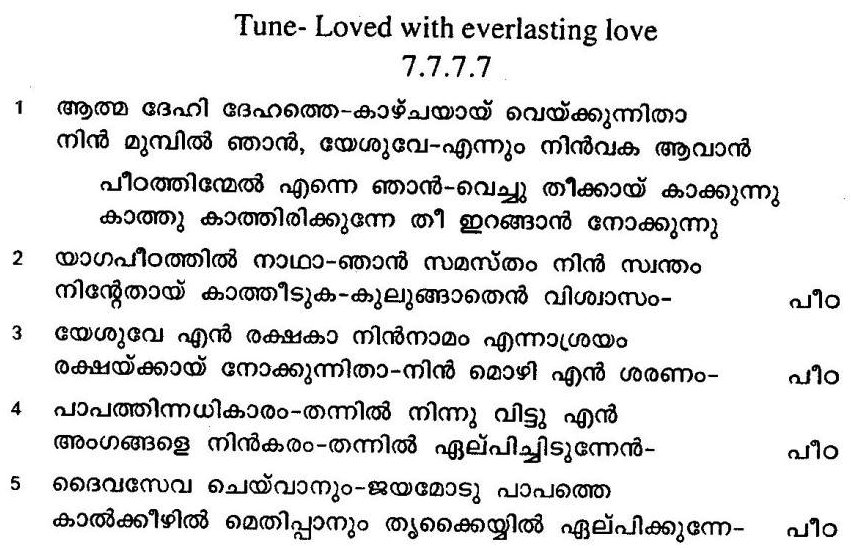 Tune- Loved with everlasting love
7.7.7.7
1 ആത്മ ദേഹി ദേഹത്തെ-കാഴ്ചയായ് വെയ്ക്കുന്നിതാ
നിൻ മുമ്പിൽ ഞാൻ, യേശുവേ-എന്നും നിൻവക ആവാൻ
പീഠത്തിന്മേൽ എന്നെ ഞാൻ-വെച്ചു തീക്കായ് കാക്കുന്നു
കാത്തു കാത്തിരിക്കുന്നേ തീ ഇറങ്ങാൻ നോക്കുന്നു
2 യാഗപീഠത്തിൽ നാഥാ-ഞാൻ സമസ്തം നിൻ സ്വന്തം
നിന്റേതായ് കാത്തീടുക-കുലുങ്ങാതെൻ വിശ്വാസം- പീഠ
3 യേശുവേ എൻ രക്ഷകാ നിൻനാമം എന്നാശ്രയം
രക്ഷയ്ക്കായ് നോക്കുന്നിതാ-നിൻ മൊഴി എൻ ശരണം- പീഠ
4 പാപത്തിന്നധികാരം-തന്നിൽ നിന്നു വിട്ടു എൻ
അംഗങ്ങളെ നിൻകരം-തന്നിൽ ഏല്പിച്ചിടുന്നേൻ- പീഠ
5 ദൈവസേവ ചെയ്‌വാനും-ജയമോടു പാപത്തെ
കാൽക്കീഴിൽ മെതിപ്പാനും തൃക്കൈയ്യിൽ ഏല്പിക്കുന്നേ- പീഠ